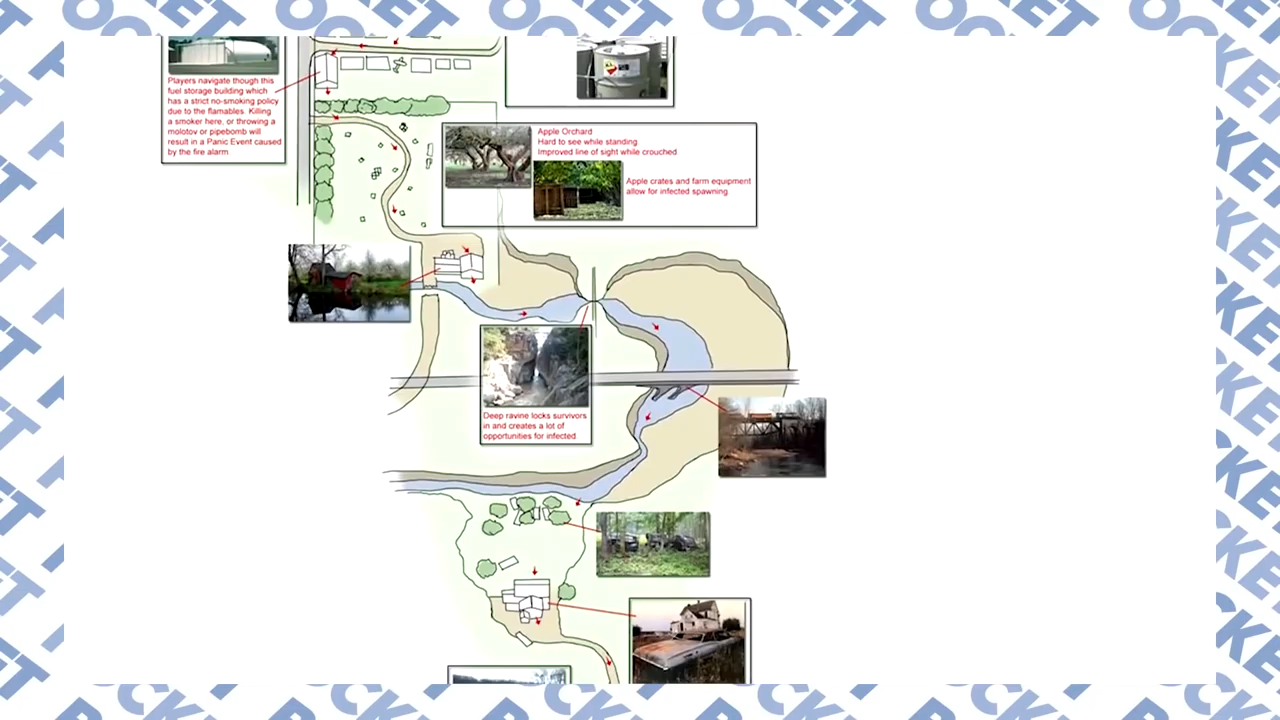 Players navigate though this
fuel storage building which
has a strict no-smoking policy
due to the flamables. Killing
a smoker here, or throwing a
molotov or pipebomb will
result in a Panic Event caused
by the fire alarm
Apple Orchard
Hard to see while standing.
Improved line of sight while crouched
Apple crates and farm equipment
allow for infected spawning
Deep ravine locks survivors
in and creates a lot of
opportunities for infected
ROCKET